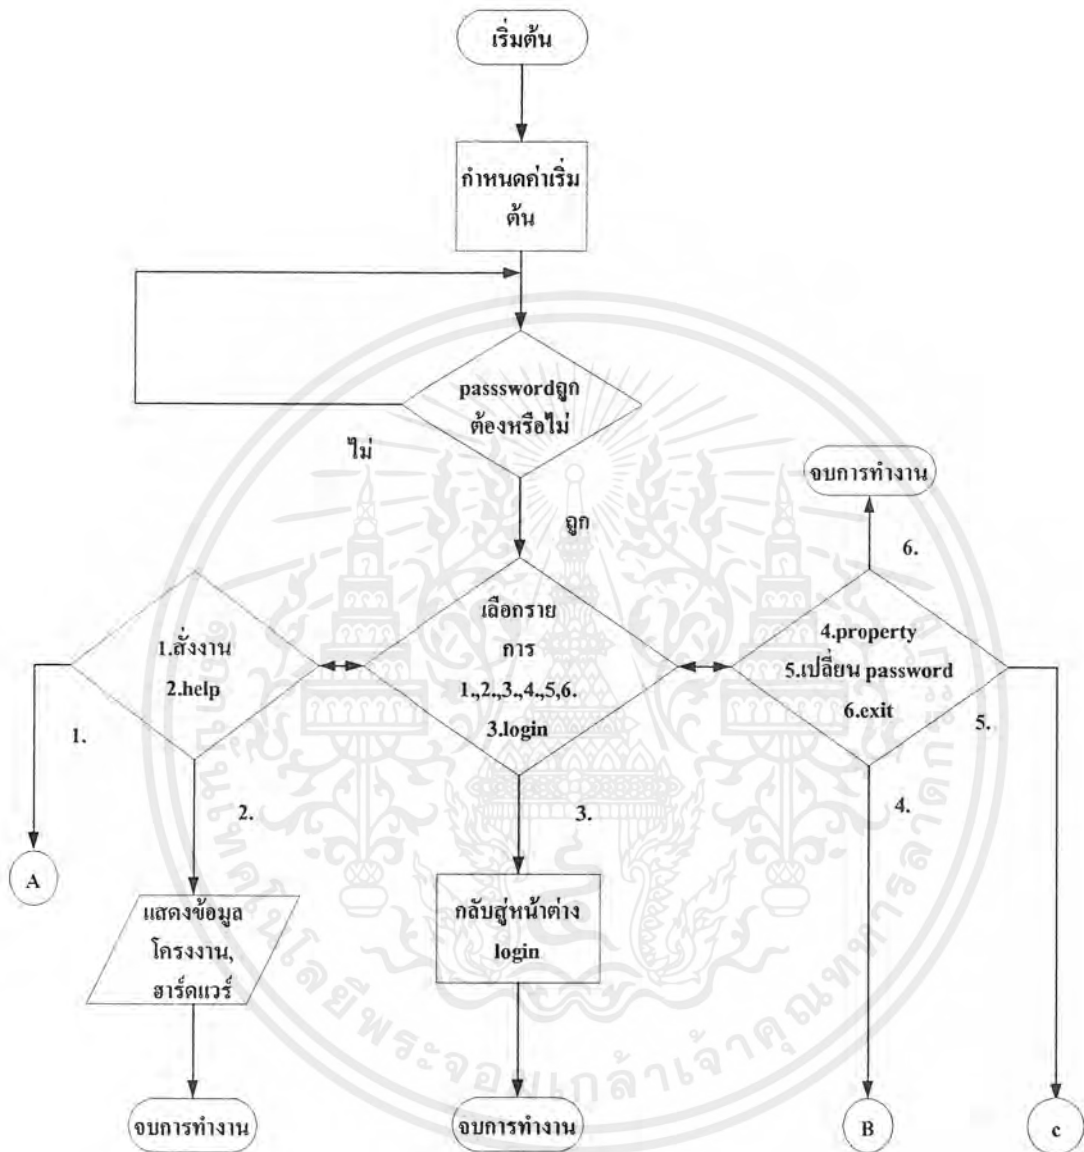 เริ่มต้น
กำหนดค่าเริ่ม
ต้น
passswordถูก
ต้องหรือไม่
ไม่
ถูก
จบการทำงาน
6.
1.สั่งงาน
2.help
เลือกราย
การ
1.,2.,3.,4.,5,6.
3.login
4.property
5.เปลี่ยน password
6.exit
1.
5.
2.
3.
4.
A
แสดงข้อมูล
โครงงาน,
ฮาร์ดแวร์
กลับสู่หน้าต่าง
login
จบการทำงาน
จบการทำงาน
B
c